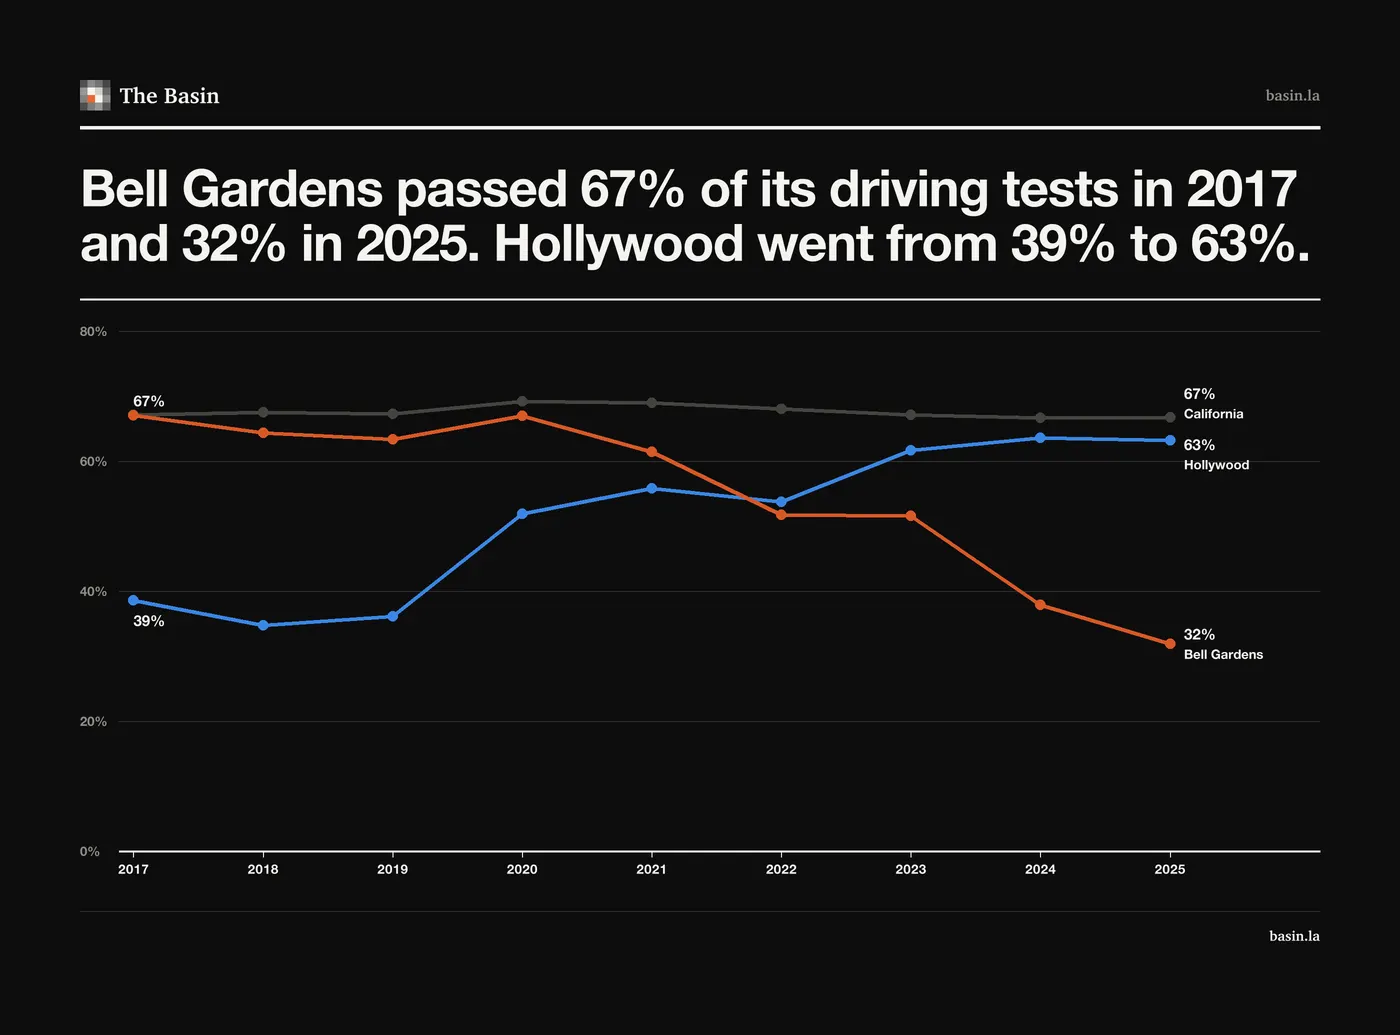 The Basin
basin.la
Bell Gardens passed 67% of its driving tests in 2017
and 32% in 2025. Hollywood went from 39% to 63%.
80%
67%
67%
California
63%
60%
Hollywood
40%
39%
32%
Bell Gardens
20%
0%
2017 2018 2019 2020 2021 2022 2023 2024 2025
basin.la